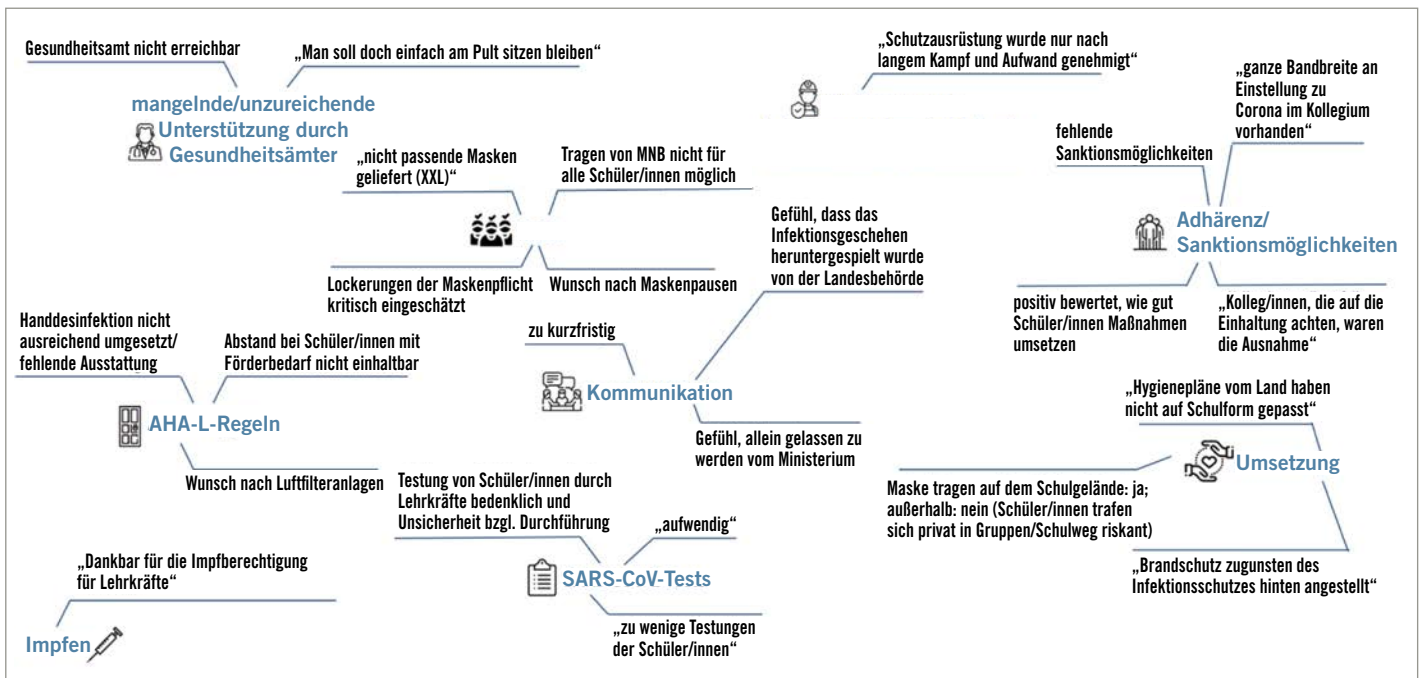 Gesundheitsamt nicht erreichbar
„Man soll doch einfach am Pult sitzen bleiben“
mangelnde/unzureichende
Unterstützung durch
Gesundheitsämter
„Schutzausrüstung wurde nur nach
langem Kampf und Aufwand genehmigt“
„ganze Bandbreite an
Einstellung zu
Corona im Kollegium
vorhanden“
fehlende
Sanktionsmöglichkeiten
Adhärenz/
Sanktionsmöglichkeiten
positiv bewertet, wie gut
Schüler/innen Maßnahmen
umsetzen
„Kolleg/innen, die auf die
Einhaltung achten, waren
die Ausnahme“
„nicht passende Masken
geliefert (XXL)“
Tragen von MNB nicht für
alle Schüler/innen möglich
Lockerungen der Maskenpflicht
kritisch eingeschätzt
Wunsch nach Maskenpausen
Gefühl, dass das
Infektionsgeschehen
heruntergespielt wurde
von der Landesbehörde
zu kurzfristig
Kommunikation
Gefühl, allein gelassen zu
werden vom Ministerium
Handdesinfektion nicht
ausreichend umgesetzt/
fehlende Ausstattung
Abstand bei Schüler/innen mit
Förderbedarf nicht einhaltbar
AHA-L-Regeln
Wunsch nach Luftfilteranlagen
„Hygienepläne vom Land haben
nicht auf Schulform gepasst“
Umsetzung
Maske tragen auf dem Schulgelände: ja;
außerhalb: nein (Schüler/innen trafen
sich privat in Gruppen/Schulweg riskant)
„Brandschutz zugunsten des
Infektionsschutzes hinten angestellt“
Testung von Schüler/innen durch
Lehrkräfte bedenklich und
Unsicherheit bzgl. Durchführung
„aufwendig“
SARS-CoV-Tests
„zu wenige Testungen
der Schüler/innen“
„Dankbar für die Impfberechtigung
für Lehrkräfte“
Impfen